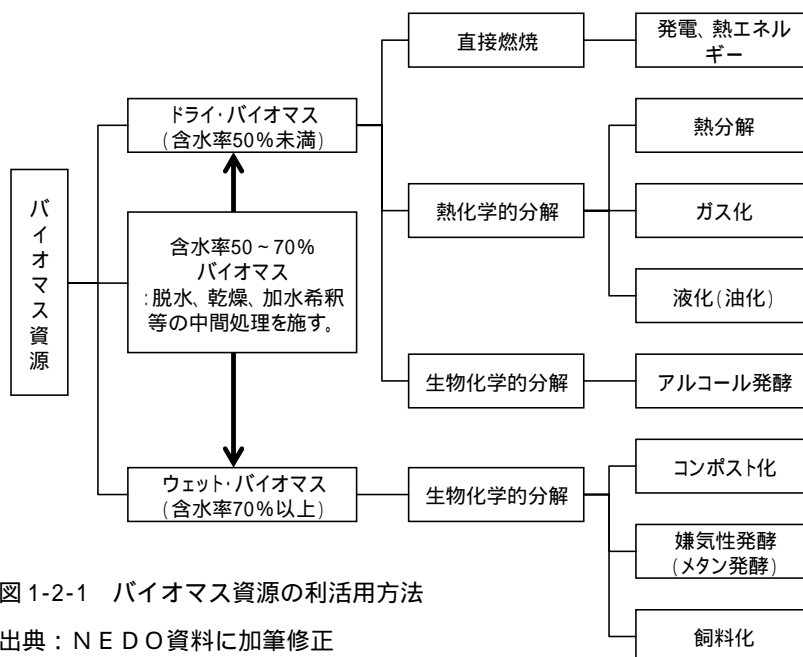 バイオマス資源
ドライ･バイオマス
(含水率50%未満)
含水率50~70%
バイオマス
:脱水、乾燥、加水希釈
等の中間処理を施す。
ウェット･バイオマス
(含水率70%以上)
直接燃焼
発電、熱エネル
ギー
熱化学的分解
熱分解
ガス化
液化(油化)
生物化学的分解
アルコール発酵
生物化学的分解
コンポスト化
嫌気性発酵
(メタン発酵)
飼料化
図 1-2-1　バイオマス資源の利活用方法
出典：ＮＥＤＯ資料に加筆修正